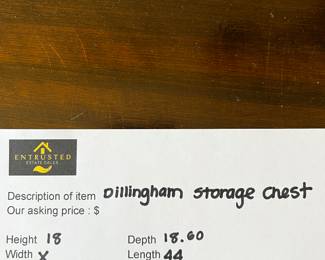 ENTRUSTED
ESTATE SALES
Description of item Dillingham Storage Chest
Our asking price : $
Height 18 Depth 18.60
Width X Length 44